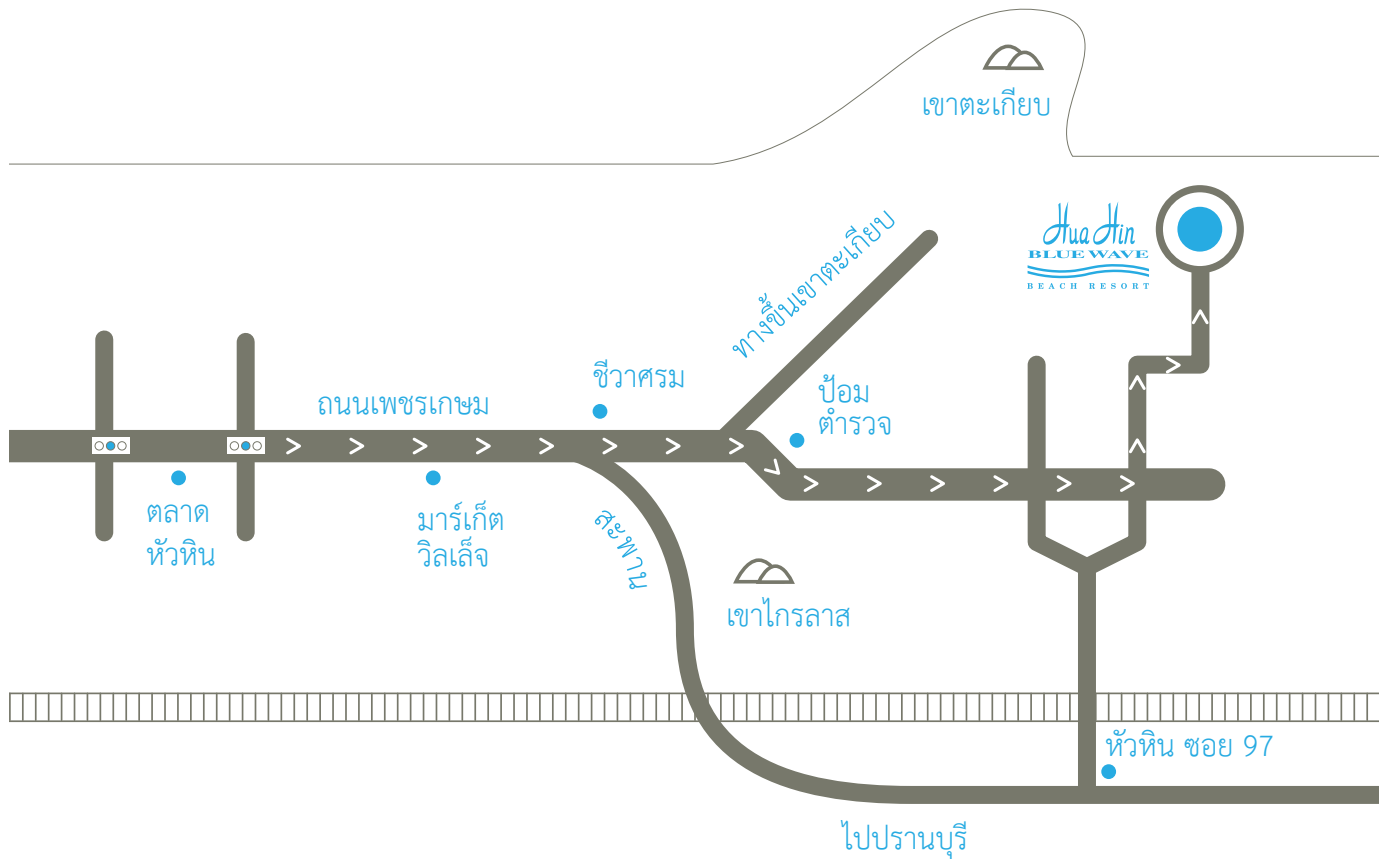 เขาตะเกียบ
Hua Hin
BLUE WAVE
BEACH RESORT
ทางขึ้นเขาตะเกียบ
ชีวาศรม
ป้อม
ตำรวจ
ถนนเพชรเกษม
ตลาด
หัวหิน
มาร์เก็ต
วิลเล็จ
สะพาน
เขาไกรลาส
หัวหิน ซอย 97
ไปปรานบุรี